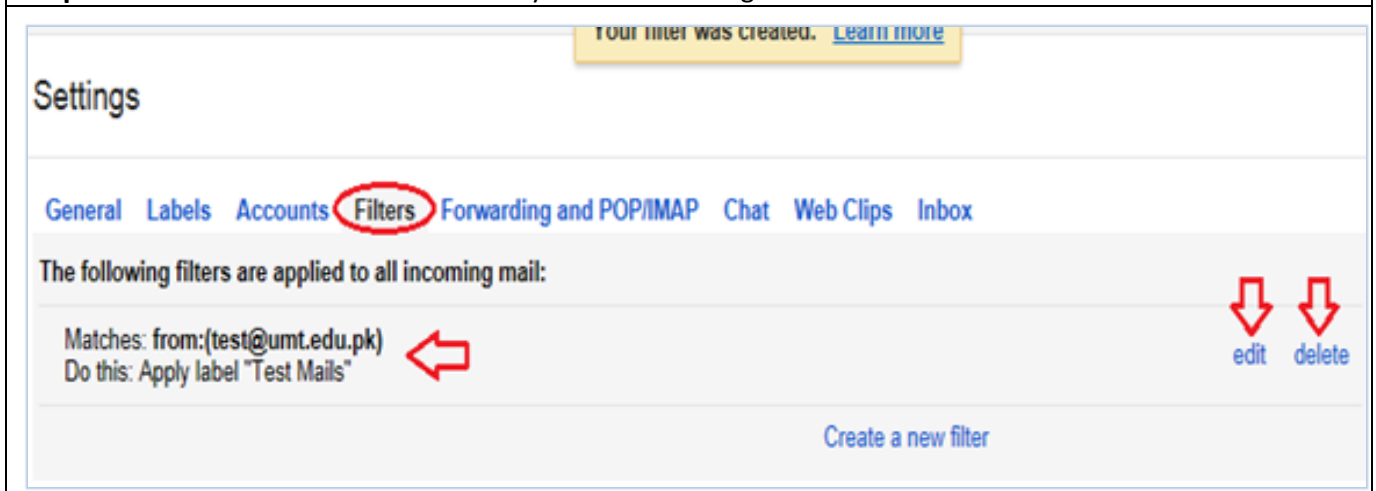 Your filter was created. Learn more
Settings
General Labels Accounts Filters Forwarding and POP/IMAP Chat Web Clips Inbox
The following filters are applied to all incoming mail:
Matches: from:(test@umt.edu.pk)
Do this: Apply label "Test Mails"
edit delete
Create a new filter